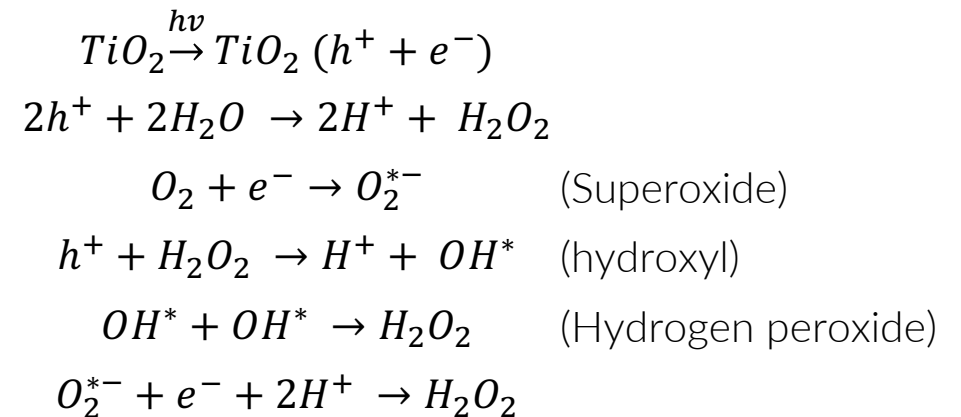 TiO₂ →hν TiO₂ (h⁺ + e⁻)
2h⁺ + 2H₂O → 2H⁺ + H₂O₂
O₂ + e⁻ → O₂*⁻ (Superoxide)
h⁺ + H₂O₂ → H⁺ + OH* (hydroxyl)
OH* + OH* → H₂O₂ (Hydrogen peroxide)
O₂*⁻ + e⁻ + 2H⁺ → H₂O₂